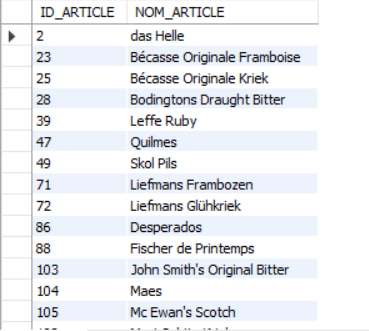 ID_ARTICLE NOM_ARTICLE
2 das Helle
23 Bécasse Originale Framboise
25 Bécasse Originale Kriek
28 Bodingtons Draught Bitter
39 Leffe Ruby
47 Quilmes
49 Skol Pils
71 Liefmans Frambozen
72 Liefmans Glühkriek
86 Desperados
88 Fischer de Printemps
103 John Smith's Original Bitter
104 Maes
105 Mc Ewan's Scotch